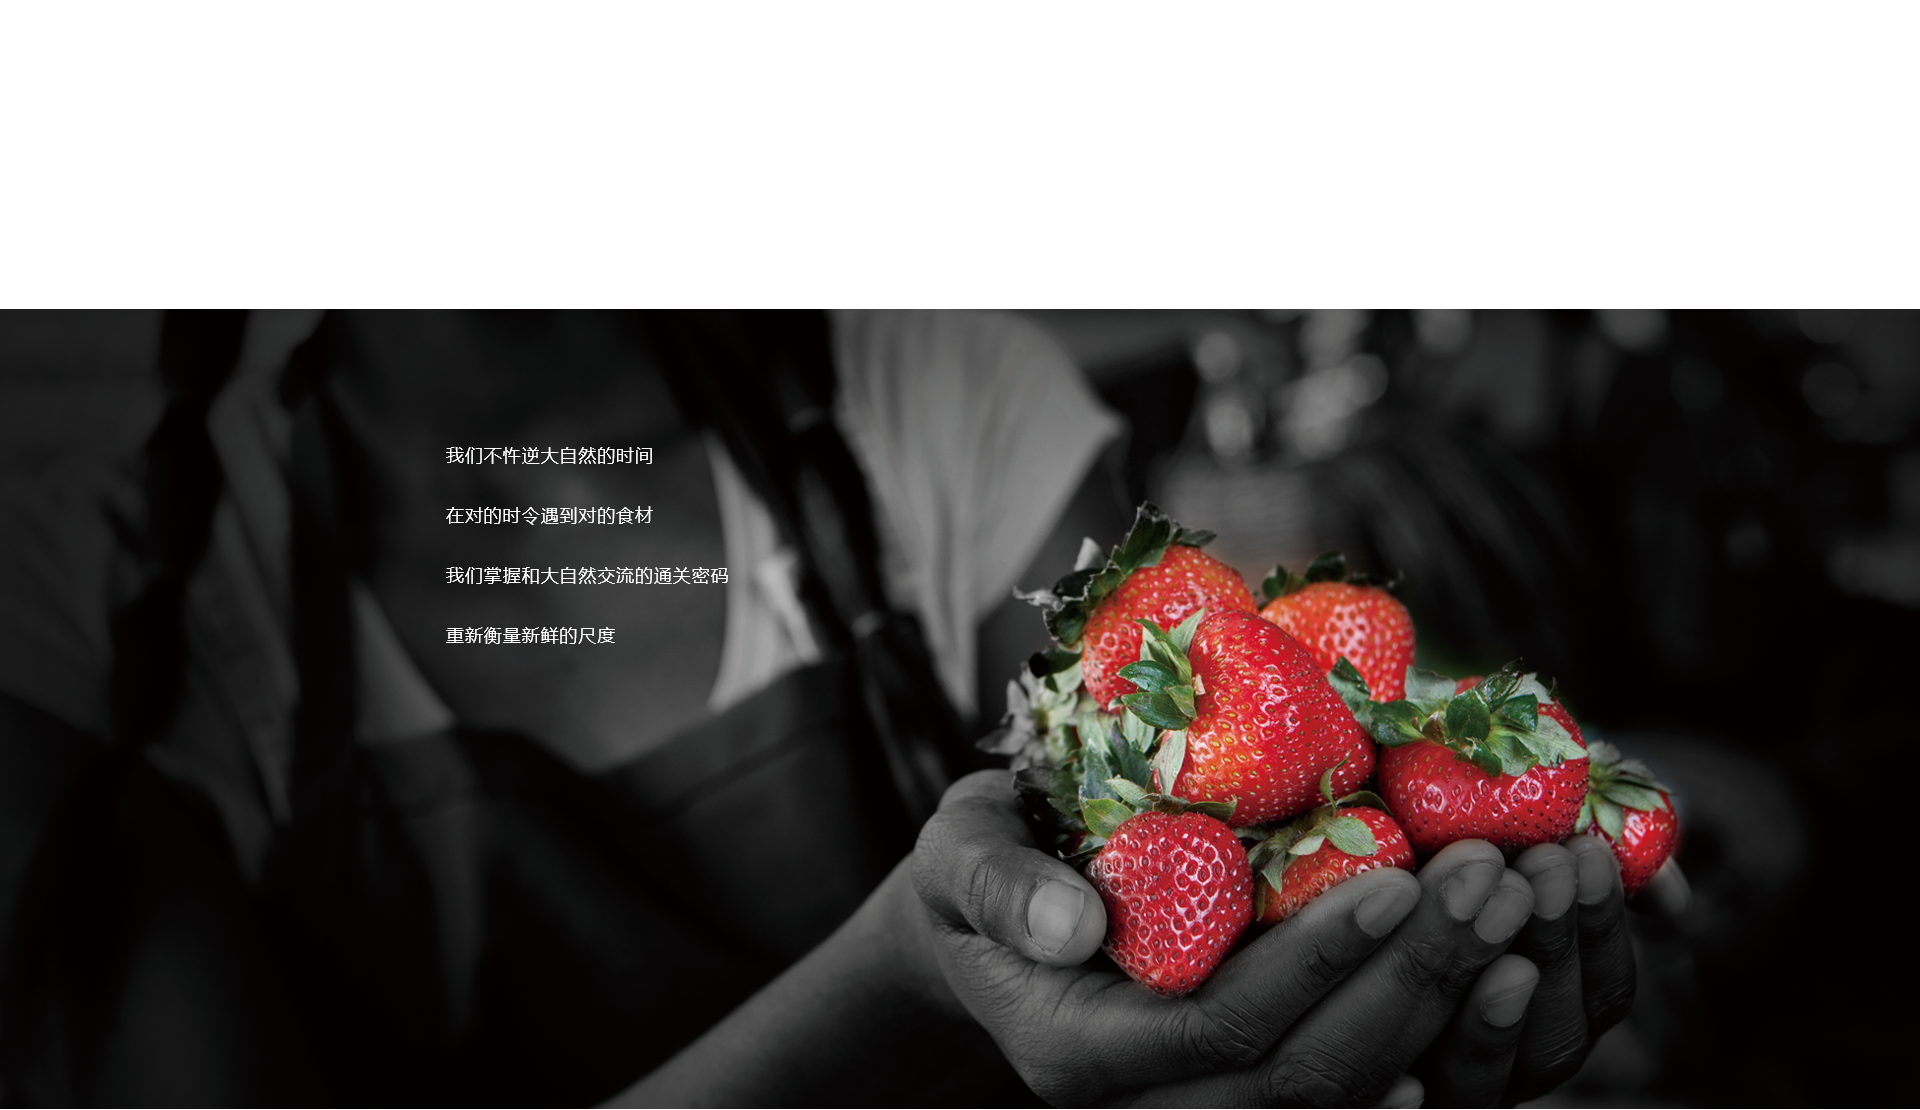 我们不忤逆大自然的时间
在对的时令遇到对的食材
我们掌握和大自然交流的通关密码
重新衡量新鲜的尺度